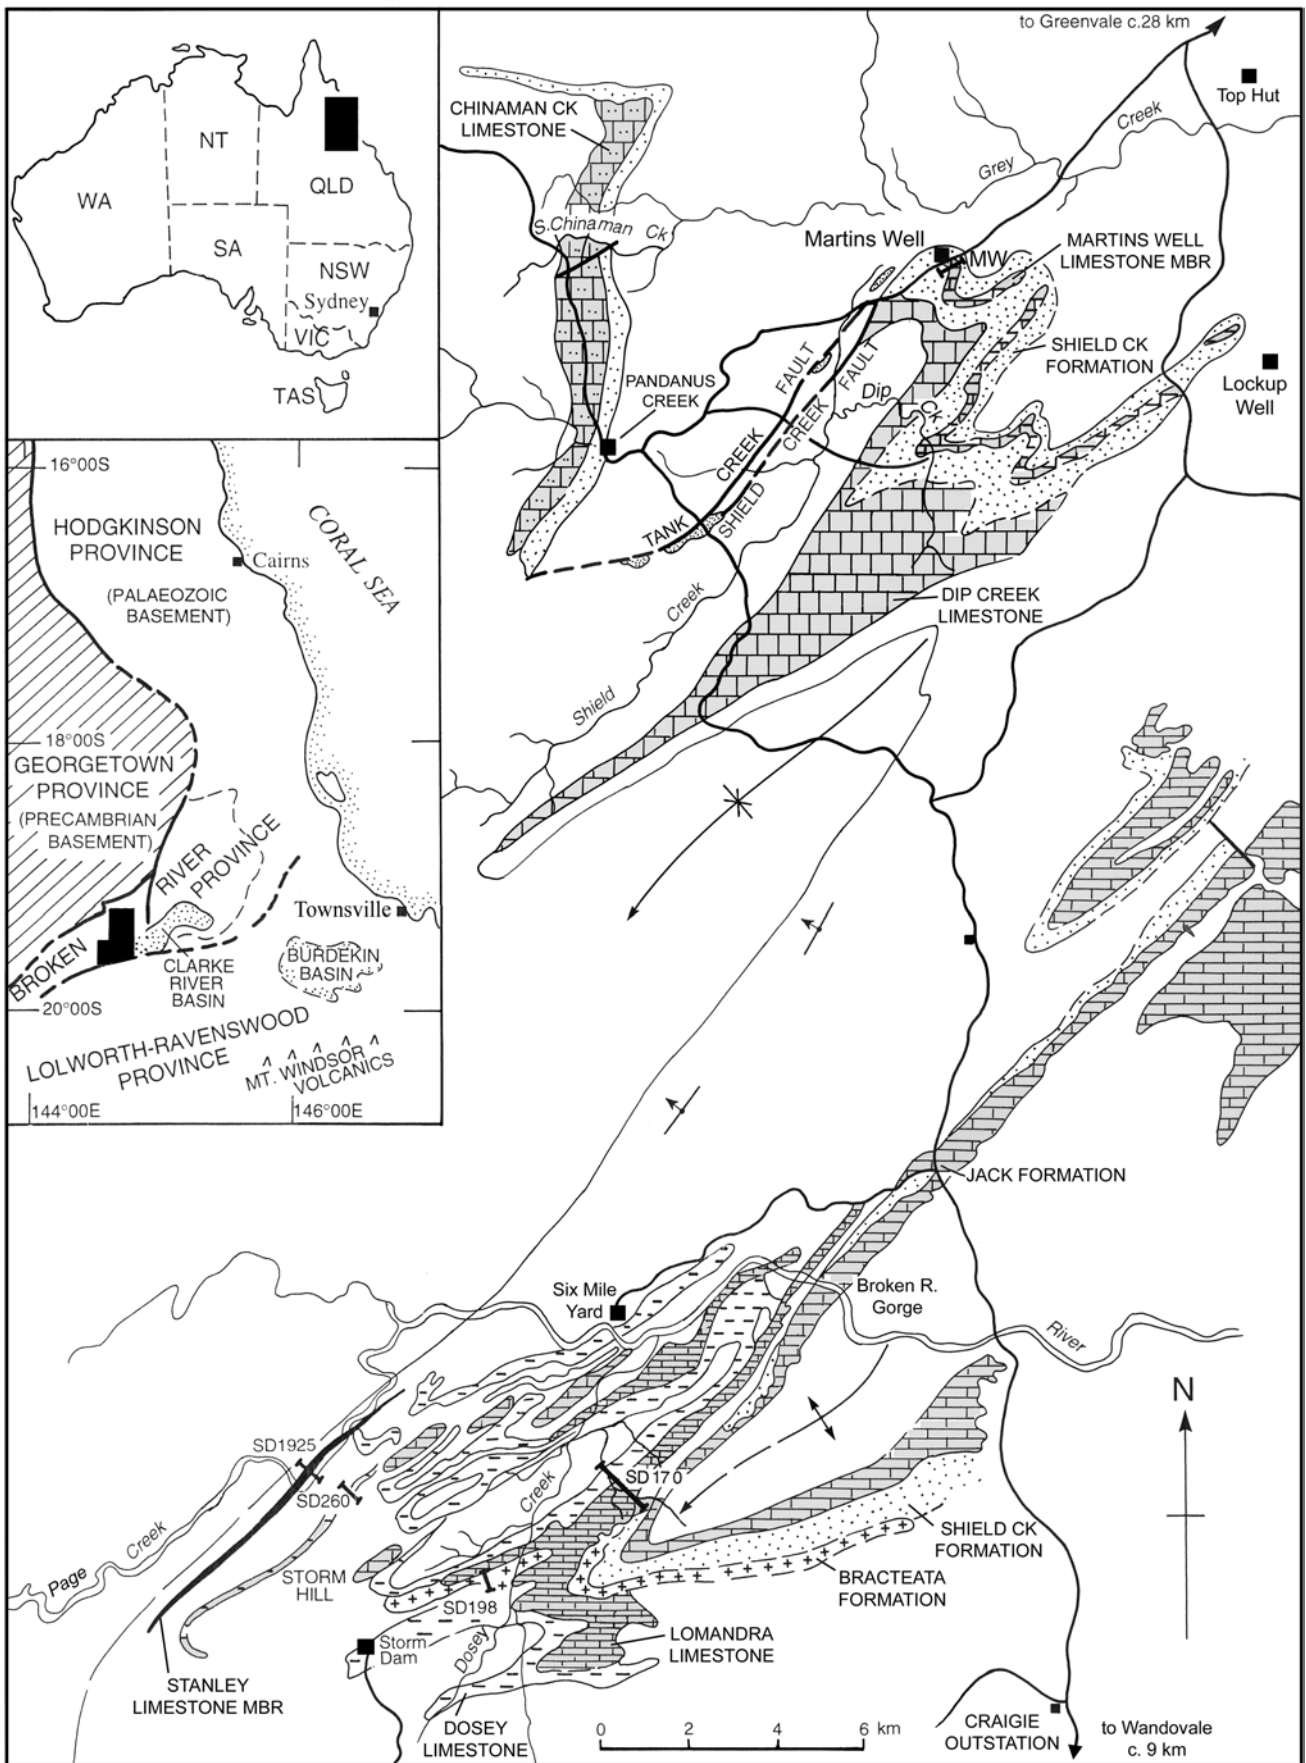 WA
NT
QLD
SA
NSW
Sydney
VIC
TAS
16°00S
HODGKINSON
PROVINCE
(PALAEOZOIC
BASEMENT)
Cairns
CORAL SEA
18°00S
GEORGETOWN
PROVINCE
(PRECAMBRIAN
BASEMENT)
BROKEN
RIVER
PROVINCE
CLARKE
RIVER
BASIN
Townsville
BURDEKIN
BASIN
20°00S
LOLWORTH-RAVENSWOOD
PROVINCE
MT. WINDSOR
VOLCANICS
144°00E
146°00E
to Greenvale c.28 km
Top Hut
CHINAMAN CK
LIMESTONE
Grey
Creek
S.Chinaman Ck
Martins Well
MW
MARTINS WELL
LIMESTONE MBR
SHIELD CK
FORMATION
Lockup
Well
PANDANUS
CREEK
TANK CREEK FAULT
SHIELD CREEK FAULT
Dip
Ck
DIP CREEK
LIMESTONE
Shield
Creek
JACK FORMATION
Six Mile
Yard
Broken R.
Gorge
River
N
SD1925
SD260
SD170
Creek
Page
Creek
STORM
HILL
SD198
SHIELD CK
FORMATION
BRACTEATA
FORMATION
Storm
Dam
Dosey
LOMANDRA
LIMESTONE
STANLEY
LIMESTONE MBR
DOSEY
LIMESTONE
0 2 4 6 km
CRAIGIE
OUTSTATION
to Wandovale
c. 9 km